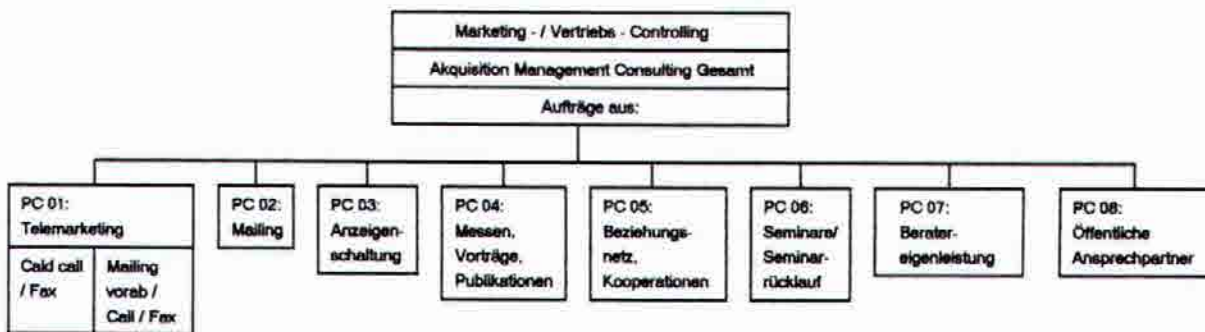 Marketing - / Vertriebs - Controlling
Akquisition Management Consulting Gesamt
Aufträge aus:
PC 01:
Telemarketing
Cald call
/ Fax
Mailing
vorab /
Call / Fax
PC 02:
Mailing
PC 03:
Anzeigen-
schaltung
PC 04:
Messen,
Vorträge,
Publikationen
PC 05:
Beziehungs-
netz,
Kooperationen
PC 06:
Seminare/
Seminar-
rücklauf
PC 07:
Berater-
eigenleistung
PC 08:
Öffentliche
Ansprechpartner